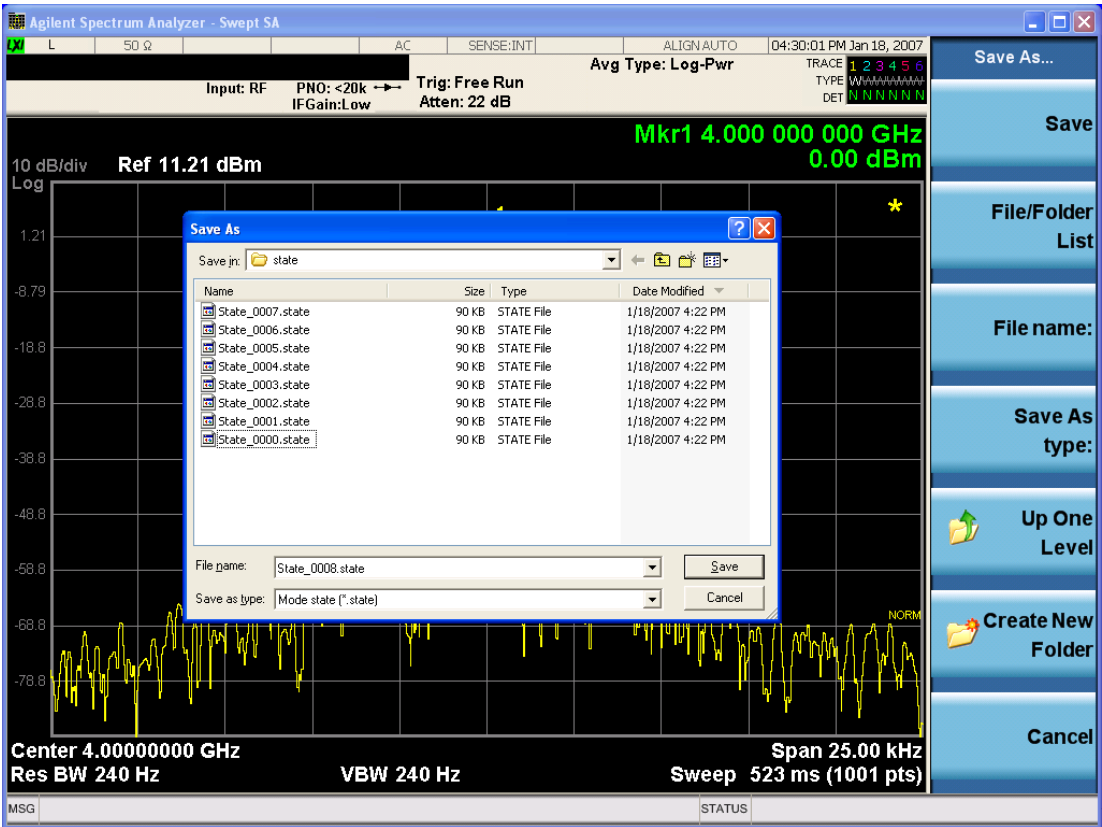 Agilent Spectrum Analyzer - Swept SA
LXI L 50 Ω AC SENSE:INT ALIGN AUTO 04:30:01 PM Jan 18, 2007
Input: RF PNO: <20k Trig: Free Run Avg Type: Log-Pwr TRACE 1 2 3 4 5 6
IFGain:Low Atten: 22 dB TYPE WWWWWW
DET N N N N N N
Mkr1 4.000 000 000 GHz
0.00 dBm
10 dB/div Ref 11.21 dBm
Log
1
1.21
-8.79
-18.8
-28.8
-38.8
-48.8
-58.8
-68.8
-78.8
NORM
Save As
Save in: state
Name Size Type Date Modified
State_0007.state 90 KB STATE File 1/18/2007 4:22 PM
State_0006.state 90 KB STATE File 1/18/2007 4:22 PM
State_0005.state 90 KB STATE File 1/18/2007 4:22 PM
State_0004.state 90 KB STATE File 1/18/2007 4:22 PM
State_0003.state 90 KB STATE File 1/18/2007 4:22 PM
State_0002.state 90 KB STATE File 1/18/2007 4:22 PM
State_0001.state 90 KB STATE File 1/18/2007 4:22 PM
State_0000.state 90 KB STATE File 1/18/2007 4:22 PM
File name: State_0008.state Save
Save as type: Mode state (*.state) Cancel
Center 4.00000000 GHz Span 25.00 kHz
Res BW 240 Hz VBW 240 Hz Sweep 523 ms (1001 pts)
MSG STATUS
Save As...
Save
File/Folder
List
File name:
Save As
type:
Up One
Level
Create New
Folder
Cancel